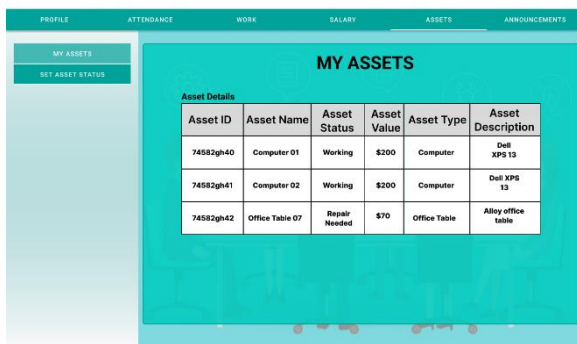 PROFILE ATTENDANCE WORK SALARY ASSETS ANNOUNCEMENTS
MY ASSETS
SET ASSET STATUS
MY ASSETS
Asset Details
Asset ID Asset Name Asset Status Asset Value Asset Type Asset Description
74582gh40 Computer 01 Working $200 Computer Dell XPS 13
74582gh41 Computer 02 Working $200 Computer Dell XPS 13
74582gh42 Office Table 07 Repair Needed $70 Office Table Alloy office table